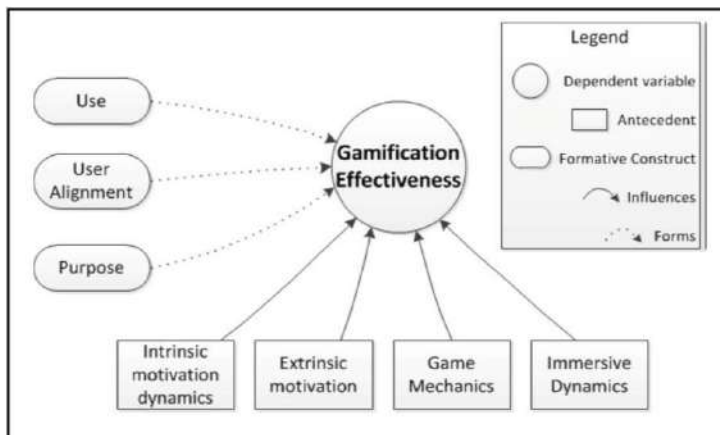 Use
User
Alignment
Purpose
Gamification
Effectiveness
Intrinsic
motivation
dynamics
Extrinsic
motivation
Game
Mechanics
Immersive
Dynamics
Legend
Dependent variable
Antecedent
Formative Construct
Influences
Forms